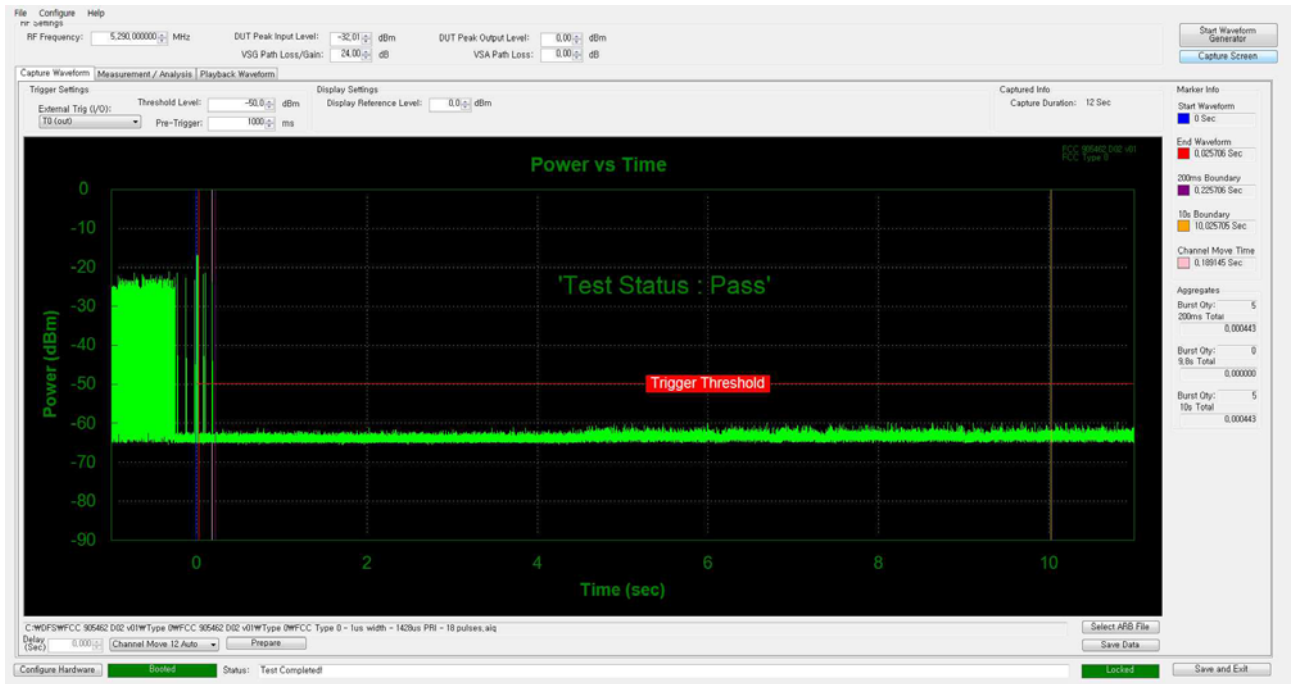 File Configure Help
RF Settings
RF Frequency: 5,290,000000 MHz DUT Peak Input Level: -32,01 dBm DUT Peak Output Level: 0,00 dBm
VSG Path Loss/Gain: 24,00 dB VSA Path Loss: 0,00 dB
Start Waveform Generator
Capture Screen
Capture Waveform Measurement / Analysis Playback Waveform
Trigger Settings
External Trig (I/O):
T0 (out)
Threshold Level: -50,0 dBm
Pre-Trigger: 1000 ms
Display Settings
Display Reference Level: 0,0 dBm
Captured Info
Capture Duration: 12 Sec
Power vs Time
FCC 905462 D02 v01
FCC Type 0
'Test Status : Pass'
Trigger Threshold
Power (dBm)
0
-10
-20
-30
-40
-50
-60
-70
-80
-90
0 2 4 6 8 10
Time (sec)
Marker Info
Start Waveform
0 Sec
End Waveform
0,025706 Sec
200ms Boundary
0,225706 Sec
10s Boundary
10,025705 Sec
Channel Move Time
0,189145 Sec
Aggregates
Burst Qty: 5
200ms Total
0,000443
Burst Qty: 0
9,8s Total
0,000000
Burst Qty: 5
10s Total
0,000443
C:₩DFS₩FCC 905462 D02 v01₩Type 0₩FCC 905462 D02 v01₩Type 0₩FCC Type 0 - 1us width - 1428us PRI - 18 pulses,aiq
Select ARB File
Delay (Sec) 0,000 Channel Move 12 Auto Prepare
Save Data
Configure Hardware Booted Status: Test Completed! Locked Save and Exit